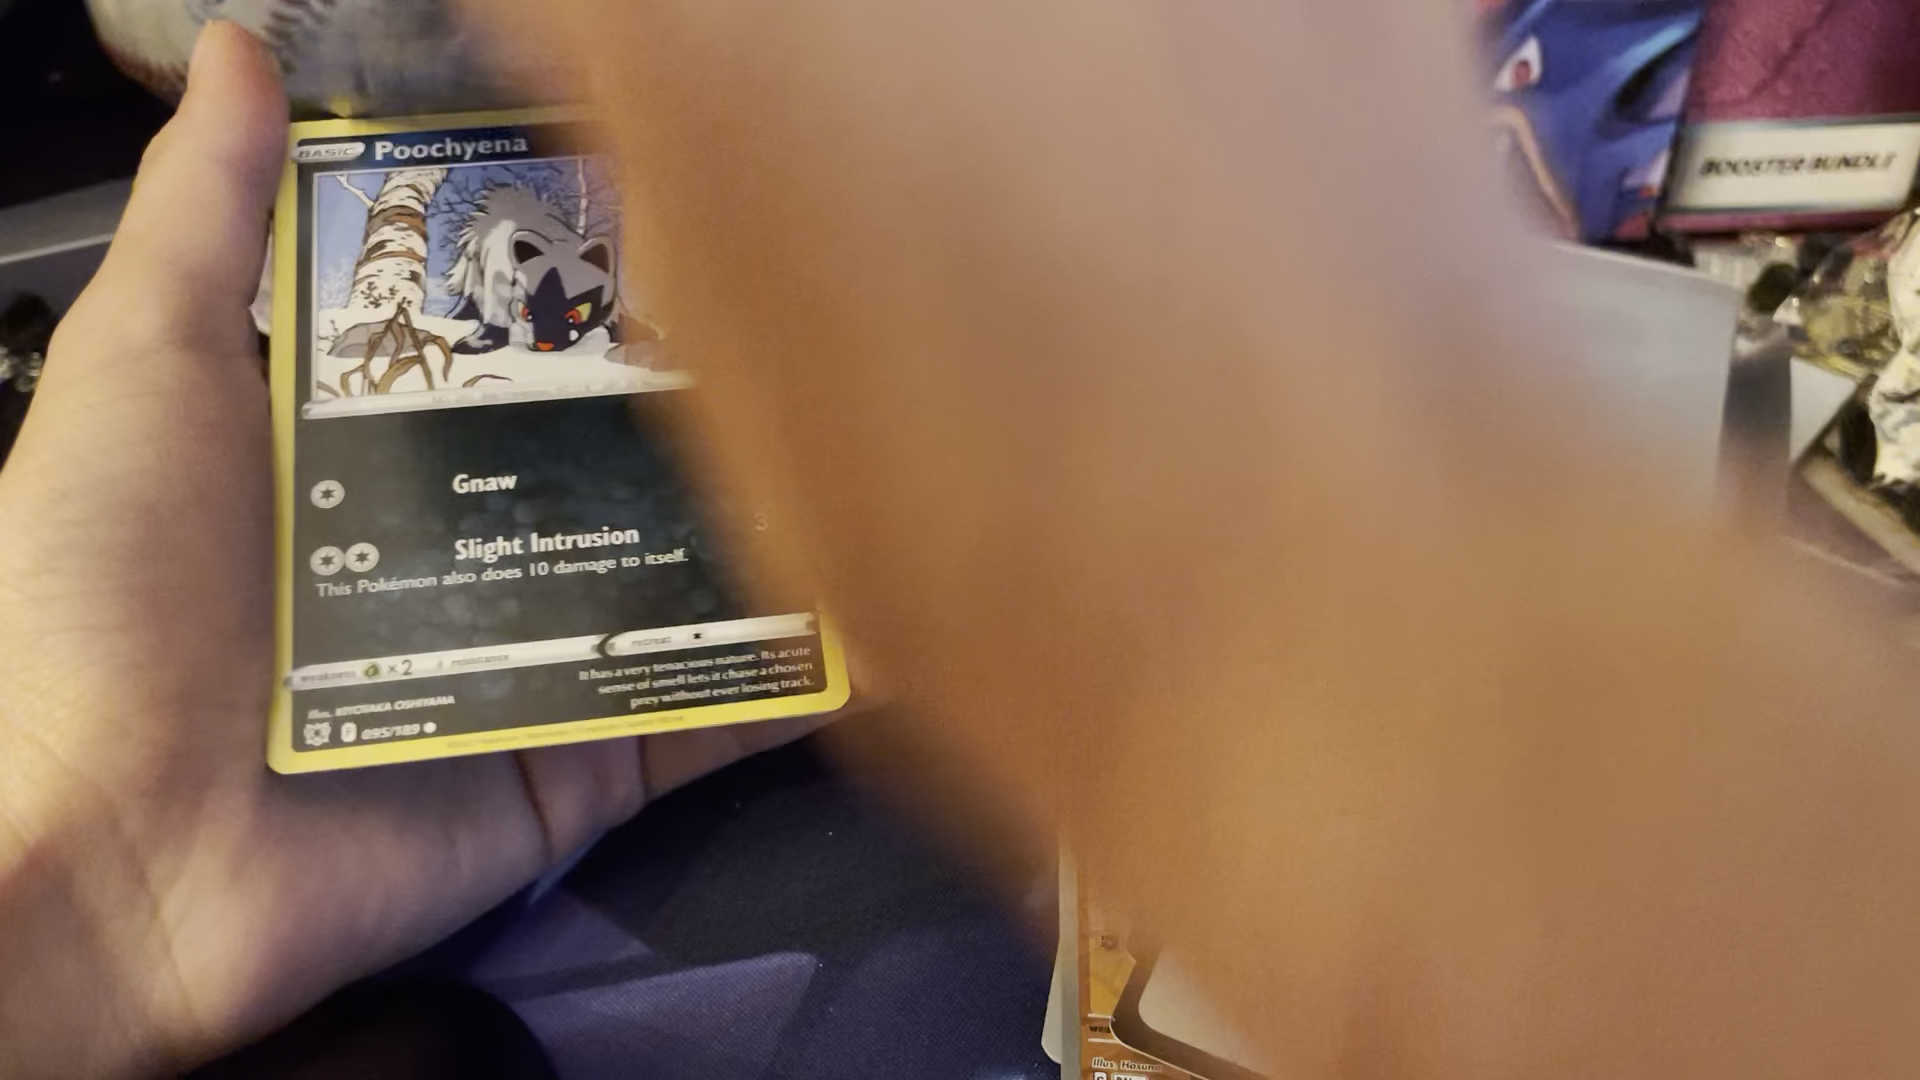 BASIC Poochyena
Gnaw
Slight Intrusion
This Pokémon also does 10 damage to itself.
weakness ×2 resistance retreat
It has a very tenacious nature. Its acute
sense of smell lets it chase a chosen
prey without ever losing track.
Illus. KIYOTAKA OSHIYAMA
F 095/189
BOOSTER BUNDLE
Illus. Hasuno